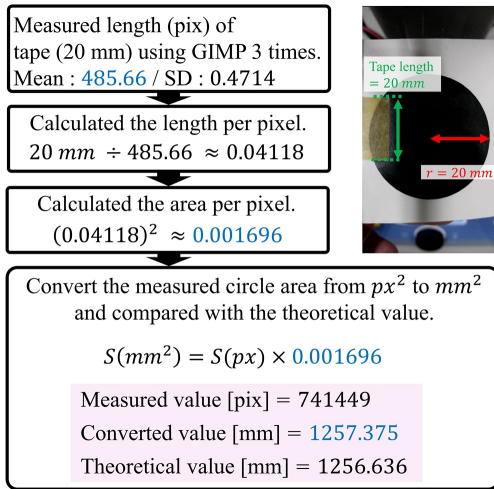 Measured length (pix) of
tape (20 mm) using GIMP 3 times.
Mean : 485.66 / SD : 0.4714
Calculated the length per pixel.
20 mm ÷ 485.66 ≈ 0.04118
Calculated the area per pixel.
(0.04118)² ≈ 0.001696
Tape length
= 20 mm
r = 20 mm
Convert the measured circle area from px² to mm²
and compared with the theoretical value.
S(mm²) = S(px) × 0.001696
Measured value [pix] = 741449
Converted value [mm] = 1257.375
Theoretical value [mm] = 1256.636